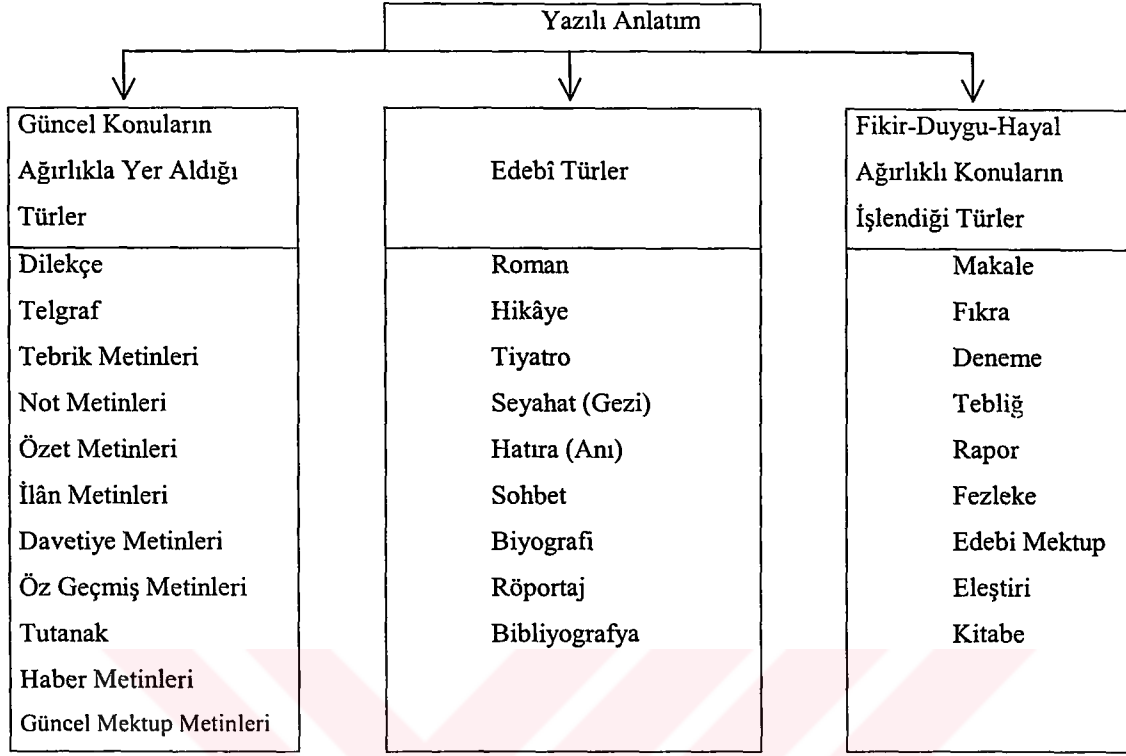 Yazılı Anlatım
Güncel Konuların
Ağırlıkla Yer Aldığı
Türler
Dilekçe
Telgraf
Tebrik Metinleri
Not Metinleri
Özet Metinleri
İlân Metinleri
Davetiye Metinleri
Öz Geçmiş Metinleri
Tutanak
Haber Metinleri
Güncel Mektup Metinleri
Edebî Türler
Roman
Hikâye
Tiyatro
Seyahat (Gezi)
Hatıra (Anı)
Sohbet
Biyografi
Röportaj
Bibliyografya
Fikir-Duygu-Hayal
Ağırlıklı Konuların
İşlendiği Türler
Makale
Fıkra
Deneme
Tebliğ
Rapor
Fezleke
Edebi Mektup
Eleştiri
Kitabe